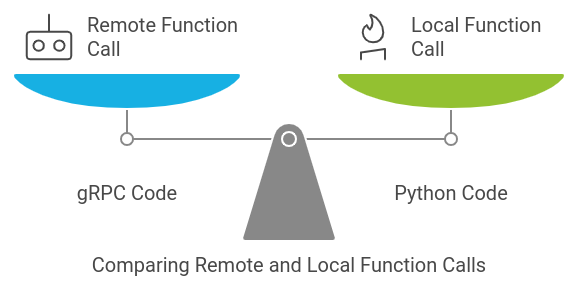 Remote Function
Call
Local Function
Call
gRPC Code
Python Code
Comparing Remote and Local Function Calls